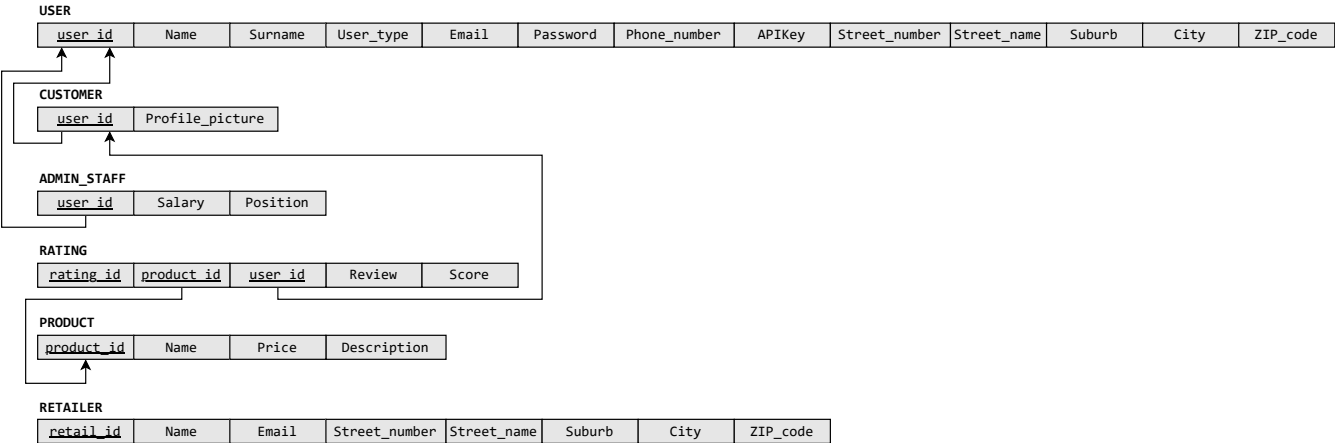 USER
user_id Name Surname User_type Email Password Phone_number APIKey Street_number Street_name Suburb City ZIP_code
CUSTOMER
user_id Profile_picture
ADMIN_STAFF
user_id Salary Position
RATING
rating_id product_id user_id Review Score
PRODUCT
product_id Name Price Description
RETAILER
retail_id Name Email Street_number Street_name Suburb City ZIP_code